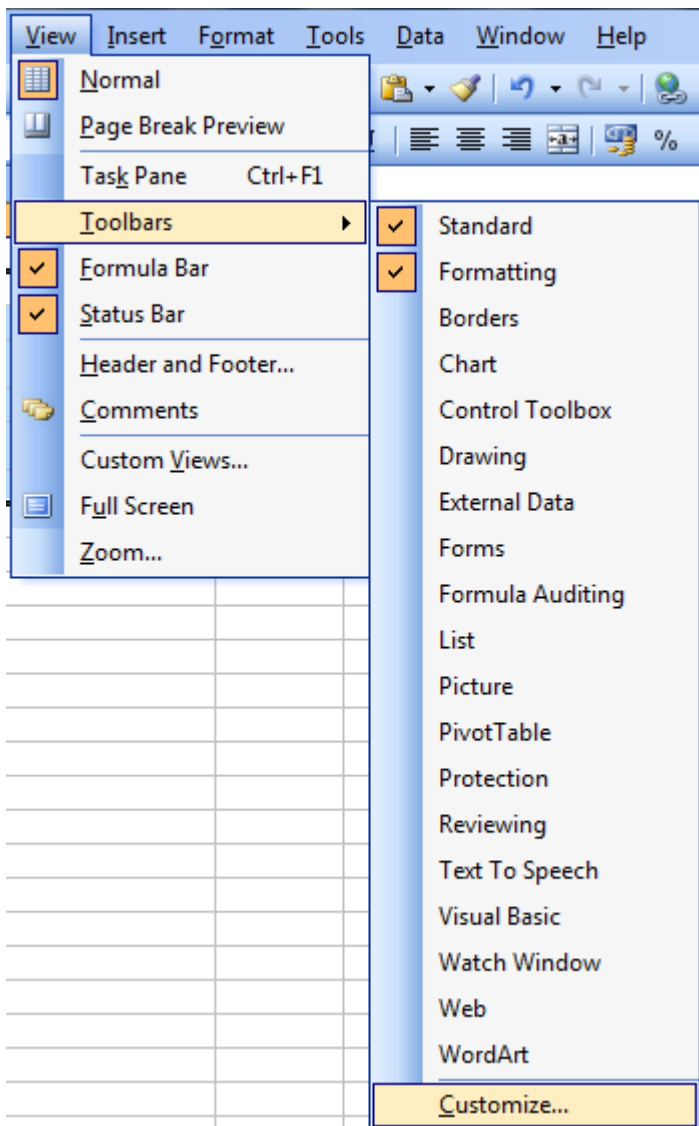 View Insert Format Tools Data Window Help
Normal
Page Break Preview
%
Task Pane Ctrl+F1
Toolbars
Formula Bar
Status Bar
Header and Footer...
Comments
Custom Views...
Full Screen
Zoom...
Standard
Formatting
Borders
Chart
Control Toolbox
Drawing
External Data
Forms
Formula Auditing
List
Picture
PivotTable
Protection
Reviewing
Text To Speech
Visual Basic
Watch Window
Web
WordArt
Customize...